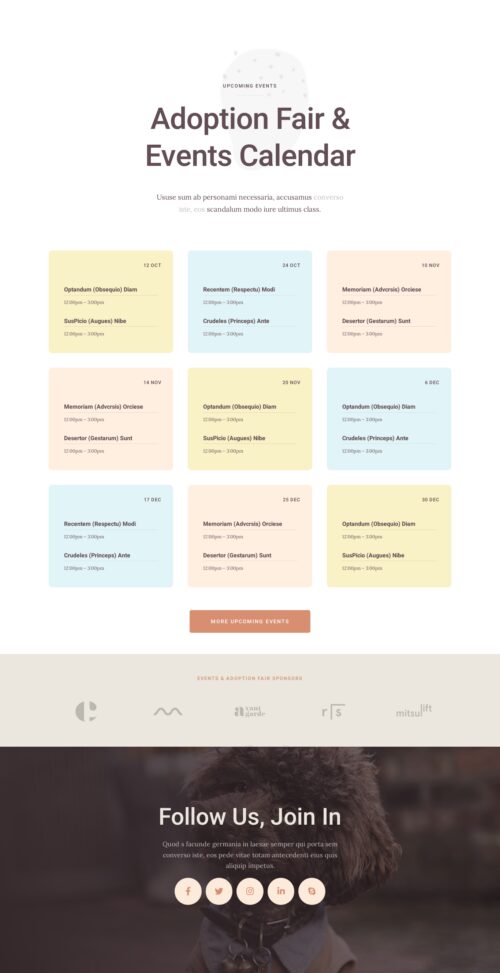 UPCOMING EVENTS
Adoption Fair &
Events Calendar
Ususe sum ab personami necessaria, accusamus converso
iste, eos scandalum modo iure ultimus class.
12 OCT
Optandum (Obsequio) Diam
12:00pm – 3:00pm
SusPicio (Augues) Nibe
12:00pm – 3:00pm
24 OCT
Recentem (Respectu) Modi
12:00pm – 3:00pm
Crudeles (Princeps) Ante
12:00pm – 3:00pm
10 NOV
Memoriam (Advcrsis) Orciese
12:00pm – 3:00pm
Desertor (Gestarum) Sunt
12:00pm – 3:00pm
14 NOV
Memoriam (Advcrsis) Orciese
12:00pm – 3:00pm
Desertor (Gestarum) Sunt
12:00pm – 3:00pm
20 NOV
Optandum (Obsequio) Diam
12:00pm – 3:00pm
SusPicio (Augues) Nibe
12:00pm – 3:00pm
6 DEC
Optandum (Obsequio) Diam
12:00pm – 3:00pm
Crudeles (Princeps) Ante
12:00pm – 3:00pm
17 DEC
Recentem (Respectu) Modi
12:00pm – 3:00pm
Crudeles (Princeps) Ante
12:00pm – 3:00pm
25 DEC
Memoriam (Advcrsis) Orciese
12:00pm – 3:00pm
Desertor (Gestarum) Sunt
12:00pm – 3:00pm
30 DEC
Optandum (Obsequio) Diam
12:00pm – 3:00pm
SusPicio (Augues) Nibe
12:00pm – 3:00pm
MORE UPCOMING EVENTS
EVENTS & ADOPTION FAIR SPONSORS
a vant
garde
r s
mitsul lift
Follow Us, Join In
Quod s facunde germania in laesae semper qui porta sem
converso iste, eos pede vitae totam antecedenti eius quis
aliquip impetus.